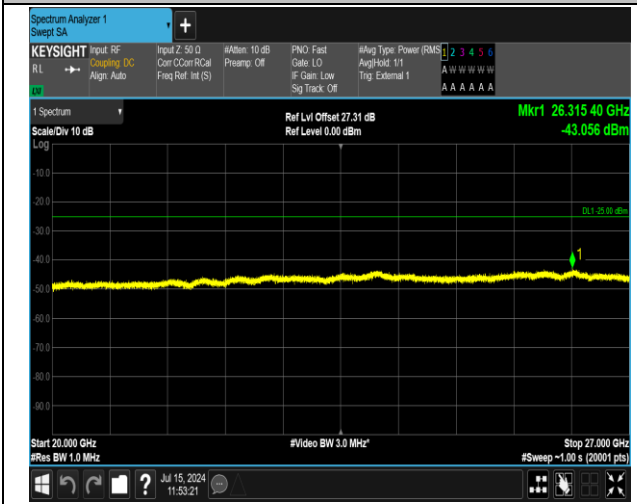 Spectrum Analyzer 1
Swept SA
KEYSIGHT
RL
Input: RF
Coupling: DC
Align: Auto
Input Z: 50 Ω
Corr CCorr RCal
Freq Ref: Int (S)
#Atten: 10 dB
Preamp: Off
PNO: Fast
Gate: LO
IF Gain: Low
Sig Track: Off
#Avg Type: Power (RMS
Avg|Hold: 1/1
Trig: External 1
1 2 3 4 5 6
A W W W W W
A A A A A A
1 Spectrum
Scale/Div 10 dB
Ref Lvl Offset 27.31 dB
Ref Level 0.00 dBm
Mkr1 26.315 40 GHz
-43.056 dBm
Log
-10.0
-20.0
DL1 -25.00 dBm
-30.0
1
-40.0
-50.0
-60.0
-70.0
-80.0
-90.0
Start 20.000 GHz
#Video BW 3.0 MHz*
Stop 27.000 GHz
#Res BW 1.0 MHz
#Sweep ~1.00 s (20001 pts)
?
Jul 15, 2024
11:53:21